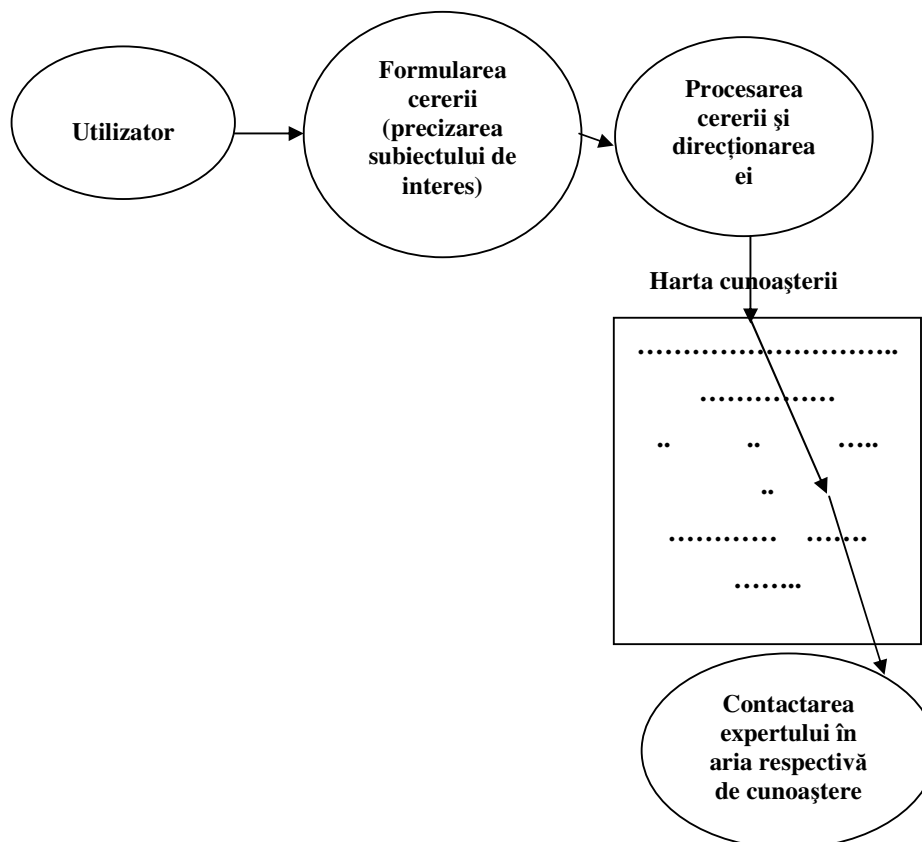 Utilizator
Formularea
cererii
(precizarea
subiectului de
interes)
Procesarea
cererii şi
direcţionarea
ei
Harta cunoaşterii
…………………………..
……………
.. .. …..
..
………… …….
……..
Contactarea
expertului în
aria respectivă
de cunoaştere